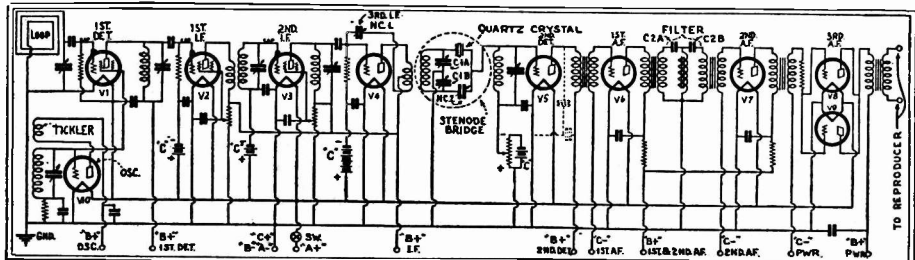 LOOP
1ST. DET.
V1
1ST. I.F.
V2
2ND. I.F.
V3
3RD. I.F.
N.C.1.
V4
QUARTZ CRYSTAL
C1A
C1B
N.C.2.
STENODE BRIDGE
2ND. DET.
V5
1ST. A.F.
V6
FILTER
C2A
C2B
2ND. A.F.
V7
3RD. A.F.
V8
V9
TO REPRODUCER
TICKLER
OSC.
V10
"C"
"C"
"C"
"C"
GND.
"B+" OSC.
"B+" 1ST. DET.
"C+" "B-" "A-"
SW. "A+"
"B+" I.F.
"B+" 2ND. DET.
"C-" 1ST. A.F.
"B+" 1ST. & 2ND. A.F.
"C-" 2ND. A.F.
"C-" PWR.
"B+" PWR.